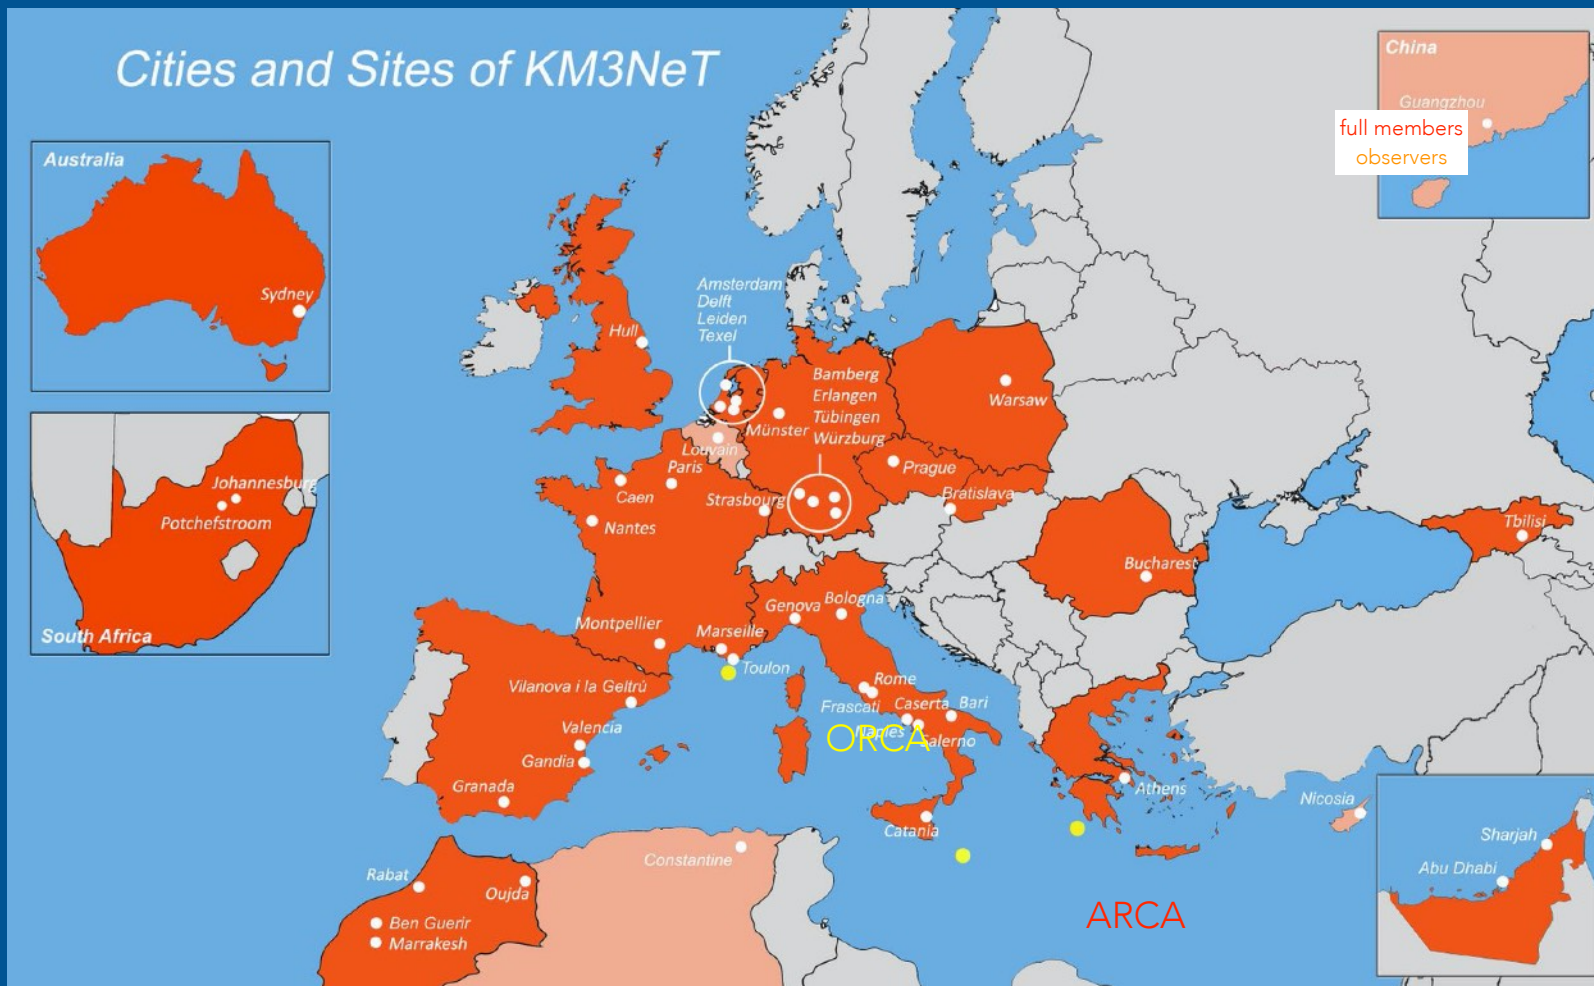 Cities and Sites of KM3NeT
China
Guangzhou
full members
observers
Australia
Sydney
Amsterdam
Delft
Leiden
Texel
Hull
Bamberg
Erlangen
Tübingen
Würzburg
Warsaw
Münster
Louvain
Paris
Prague
Caen
Strasbourg
Bratislava
Nantes
Johannesburg
Potchefstroom
South Africa
Tbilisi
Bucharest
Genova
Bologna
Montpellier
Marseille
Toulon
Vilanova i la Geltrú
Rome
Frascati
Caserta
Bari
Valencia
Naples
ORCA
Salerno
Gandia
Granada
Athens
Nicosia
Catania
Sharjah
Constantine
Abu Dhabi
Rabat
Oujda
Ben Guerir
Marrakesh
ARCA